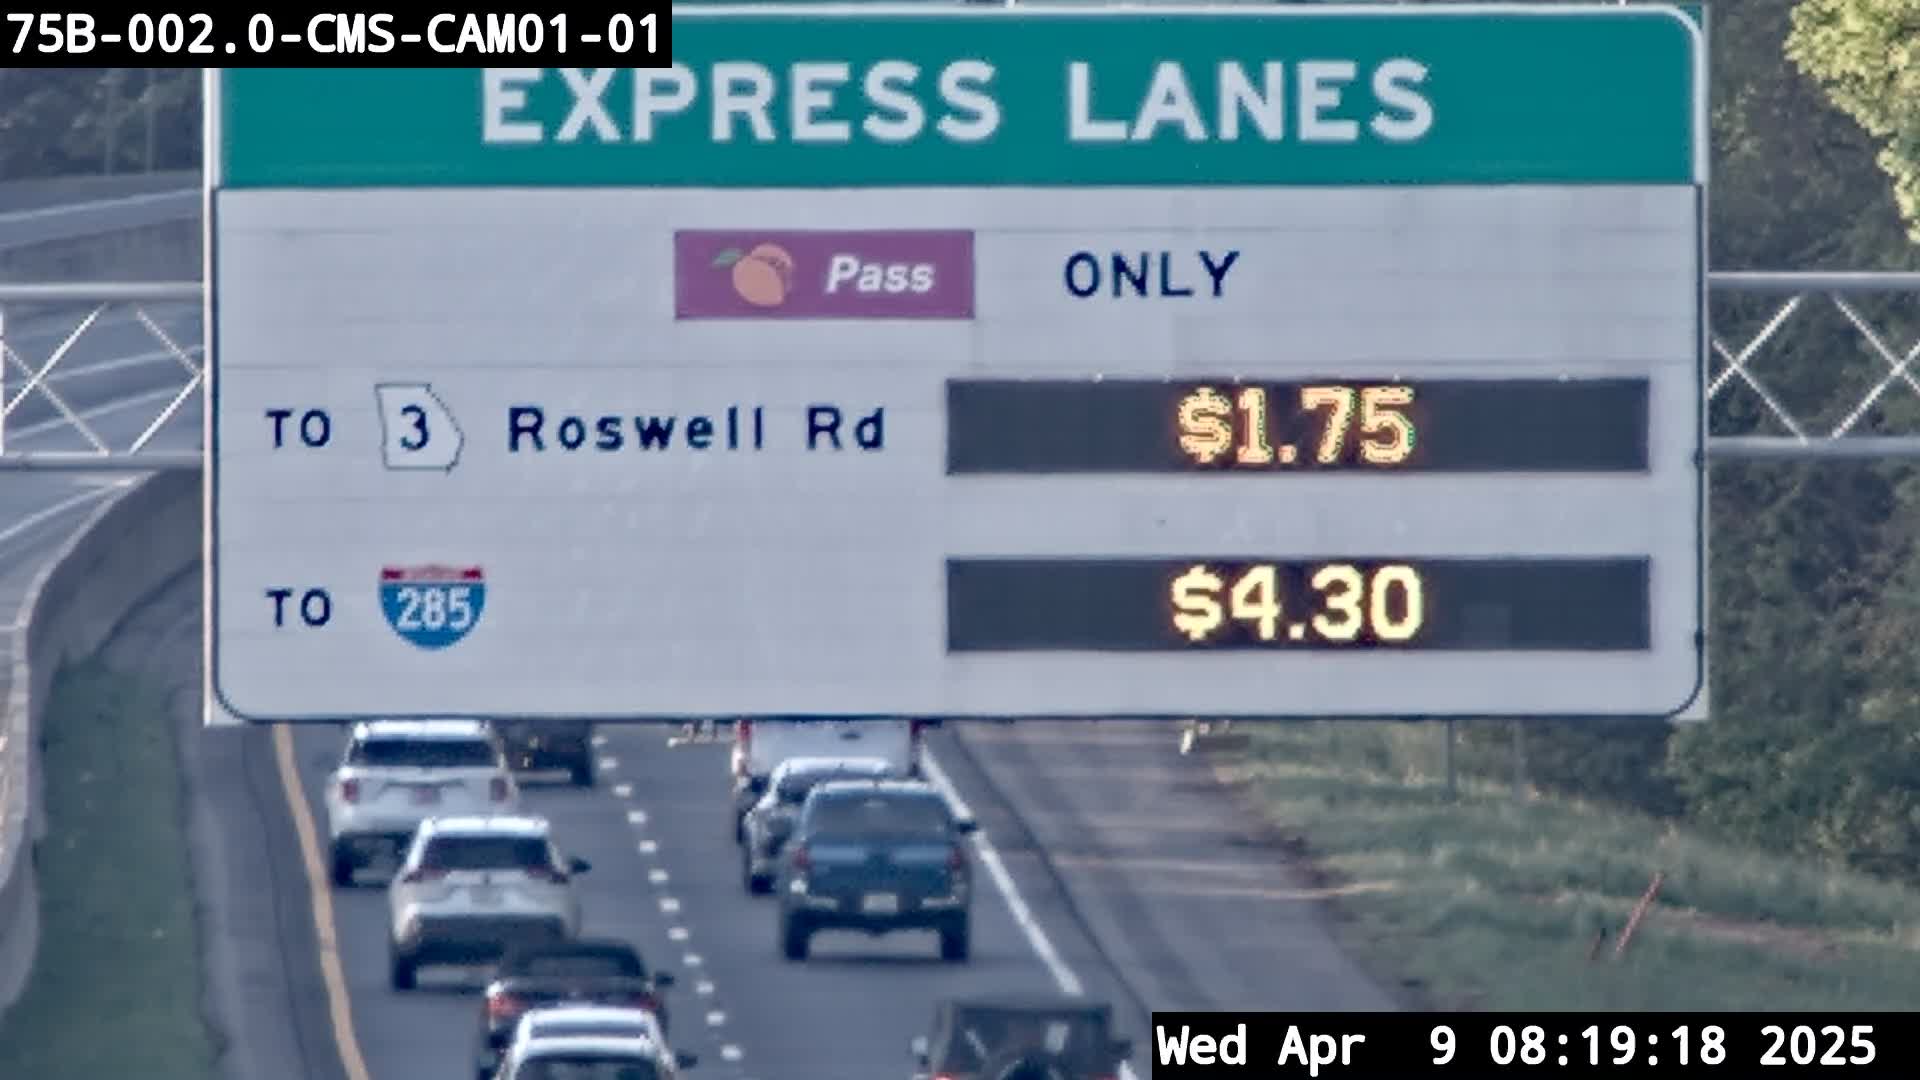 75B-002.0-CMS-CAM01-01
EXPRESS LANES
Pass ONLY
TO 3 Roswell Rd $1.75
TO 285 $4.30
Wed Apr 9 08:19:18 2025